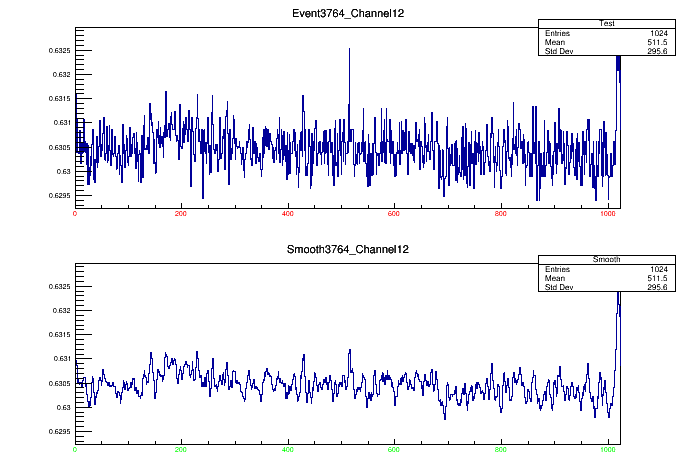 Event3764_Channel12
Test
Entries 1024
Mean 511.5
Std Dev 295.6
0.6325
0.632
0.6315
0.631
0.6305
0.63
0.6295
0 200 400 600 800 1000
Smooth3764_Channel12
Smooth
Entries 1024
Mean 511.5
Std Dev 295.6
0.6325
0.632
0.6315
0.631
0.6305
0.63
0.6295
0 200 400 600 800 1000